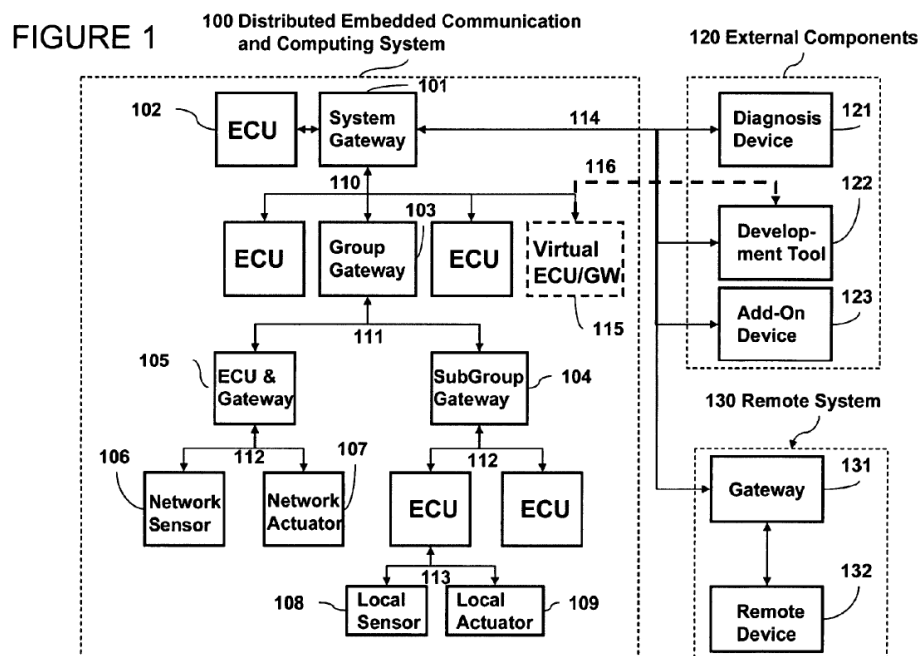 FIGURE 1
100 Distributed Embedded Communication
and Computing System
120 External Components
101
102
ECU
System
Gateway
114
Diagnosis
Device
121
116
110
103
122
ECU
Group
Gateway
ECU
Virtual
ECU/GW
Develop-
ment Tool
123
115
Add-On
Device
111
105
ECU &
Gateway
SubGroup
Gateway
104
130 Remote System
106
112
107
112
131
Network
Sensor
Network
Actuator
ECU
ECU
Gateway
113
132
108
Local
Sensor
Local
Actuator
109
Remote
Device